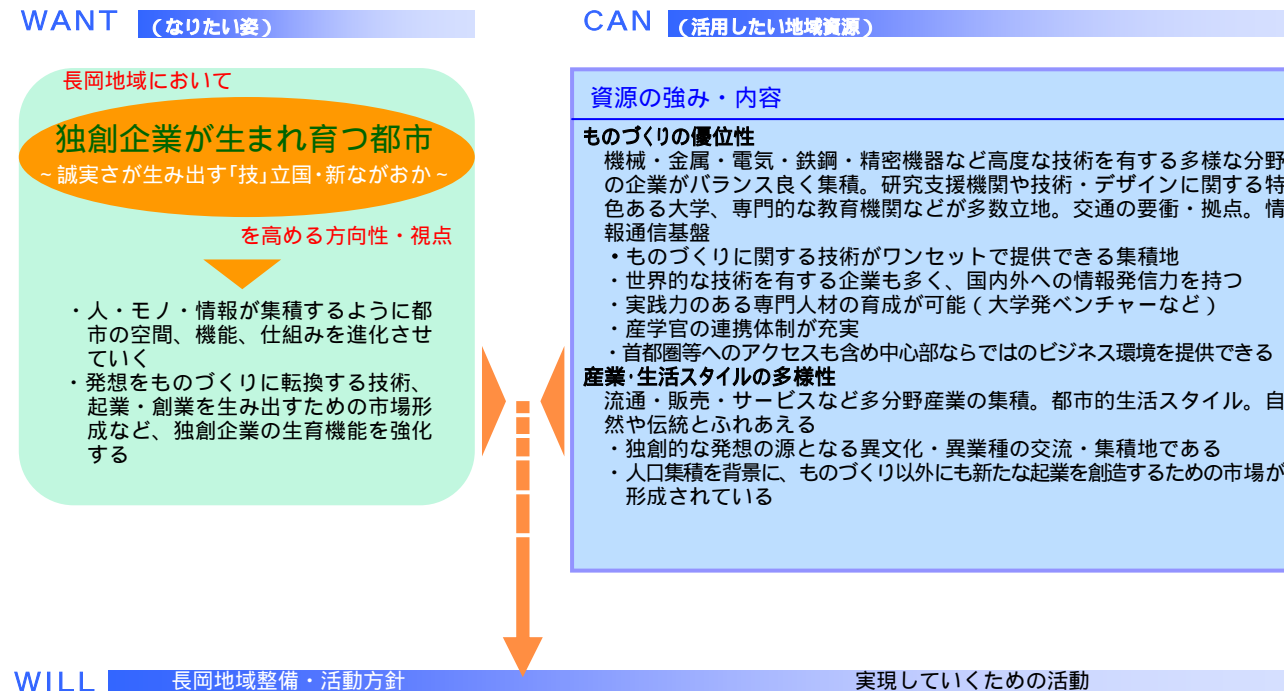 WANT （なりたい姿）
長岡地域において
独創企業が生まれ育つ都市
~誠実さが生み出す｢技｣立国･新ながおか~
を高める方向性・視点
・人・モノ・情報が集積するように都
市の空間、機能、仕組みを進化させ
ていく
・発想をものづくりに転換する技術、
起業・創業を生み出すための市場形
成など、独創企業の生育機能を強化
する
CAN （活用したい地域資源）
資源の強み・内容
ものづくりの優位性
機械・金属・電気・鉄鋼・精密機器など高度な技術を有する多様な分野
の企業がバランス良く集積。研究支援機関や技術・デザインに関する特
色ある大学、専門的な教育機関などが多数立地。交通の要衝・拠点。情
報通信基盤
・ものづくりに関する技術がワンセットで提供できる集積地
・世界的な技術を有する企業も多く、国内外への情報発信力を持つ
・実践力のある専門人材の育成が可能（大学発ベンチャーなど）
・産学官の連携体制が充実
・首都圏等へのアクセスも含め中心部ならではのビジネス環境を提供できる
産業･生活スタイルの多様性
流通・販売・サービスなど多分野産業の集積。都市的生活スタイル。自
然や伝統とふれあえる
・独創的な発想の源となる異文化・異業種の交流・集積地である
・人口集積を背景に、ものづくり以外にも新たな起業を創造するための市場が
形成されている
WILL 長岡地域整備・活動方針 実現していくための活動